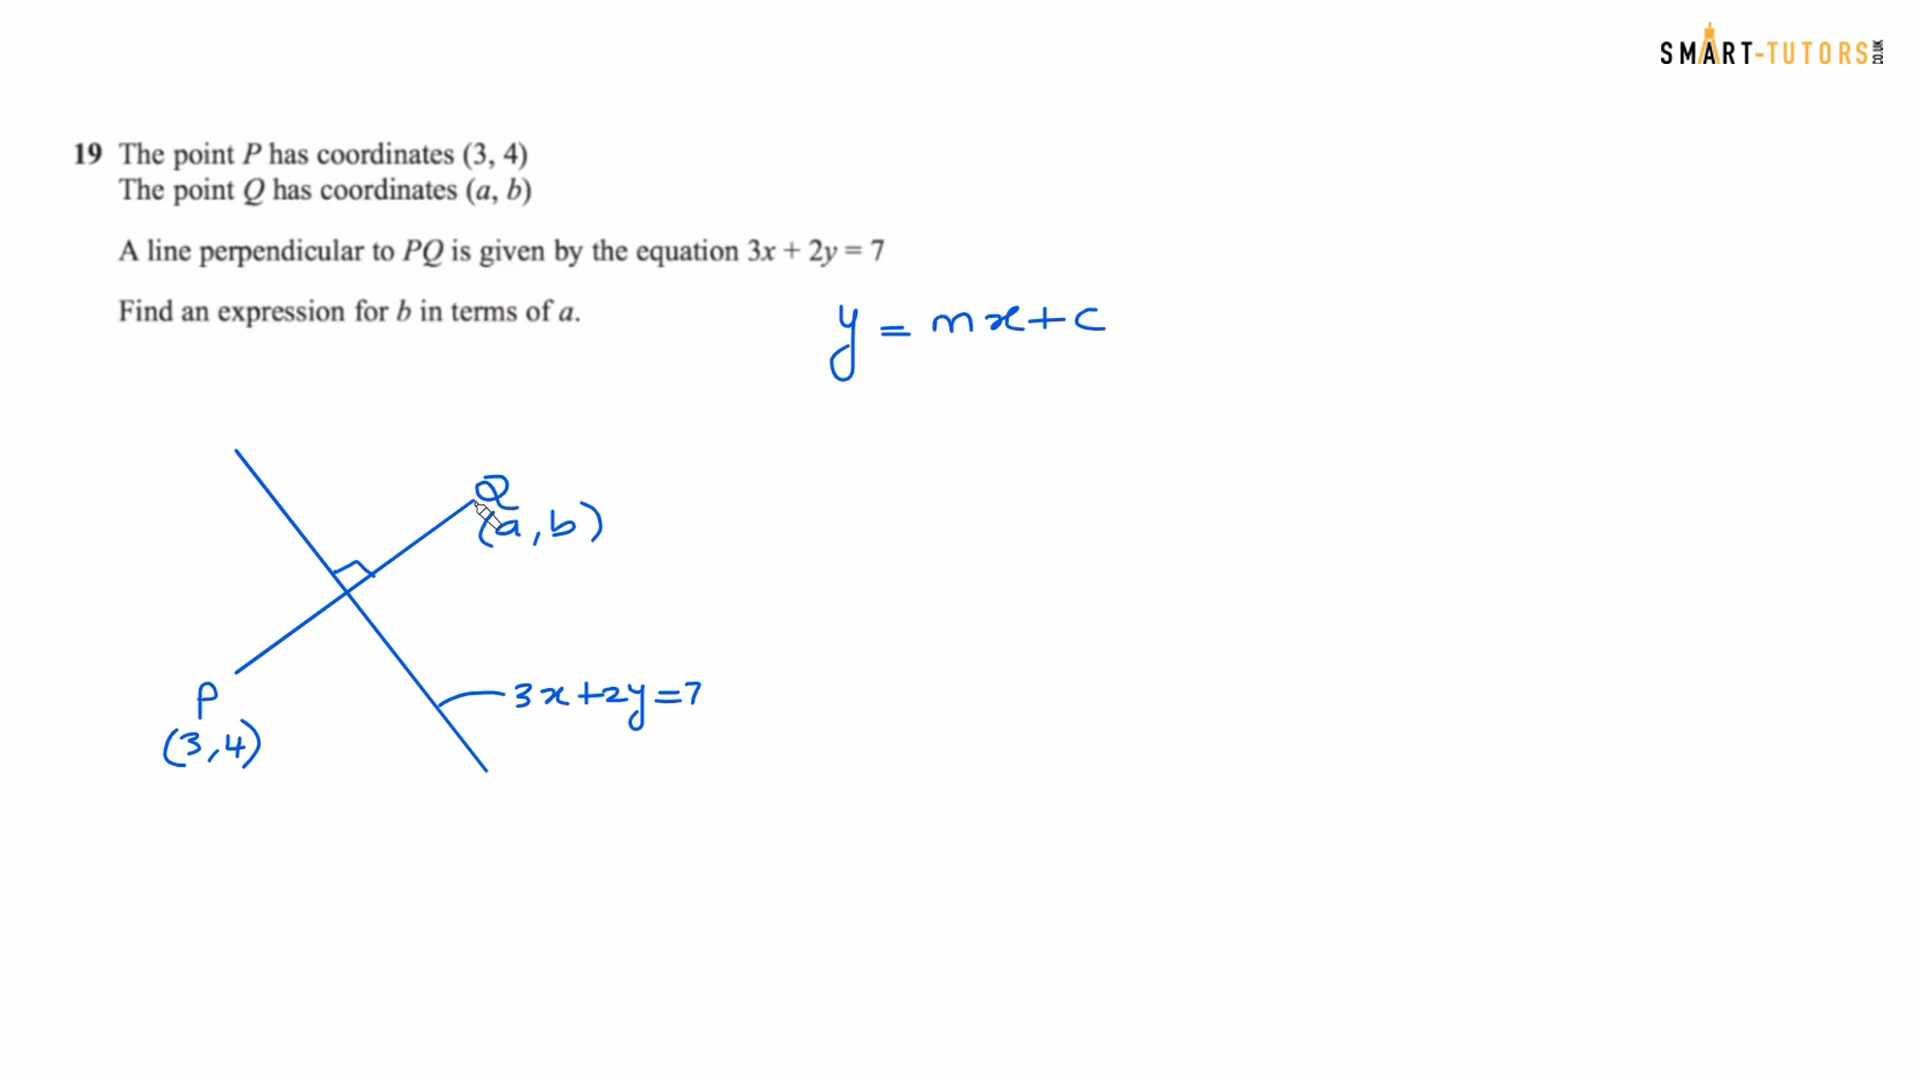 SMART-TUTORS.CO.UK
19 The point P has coordinates (3, 4)
The point Q has coordinates (a, b)
A line perpendicular to PQ is given by the equation 3x + 2y = 7
Find an expression for b in terms of a.
y = mx+c
Q
(a,b)
3x+2y=7
P
(3,4)